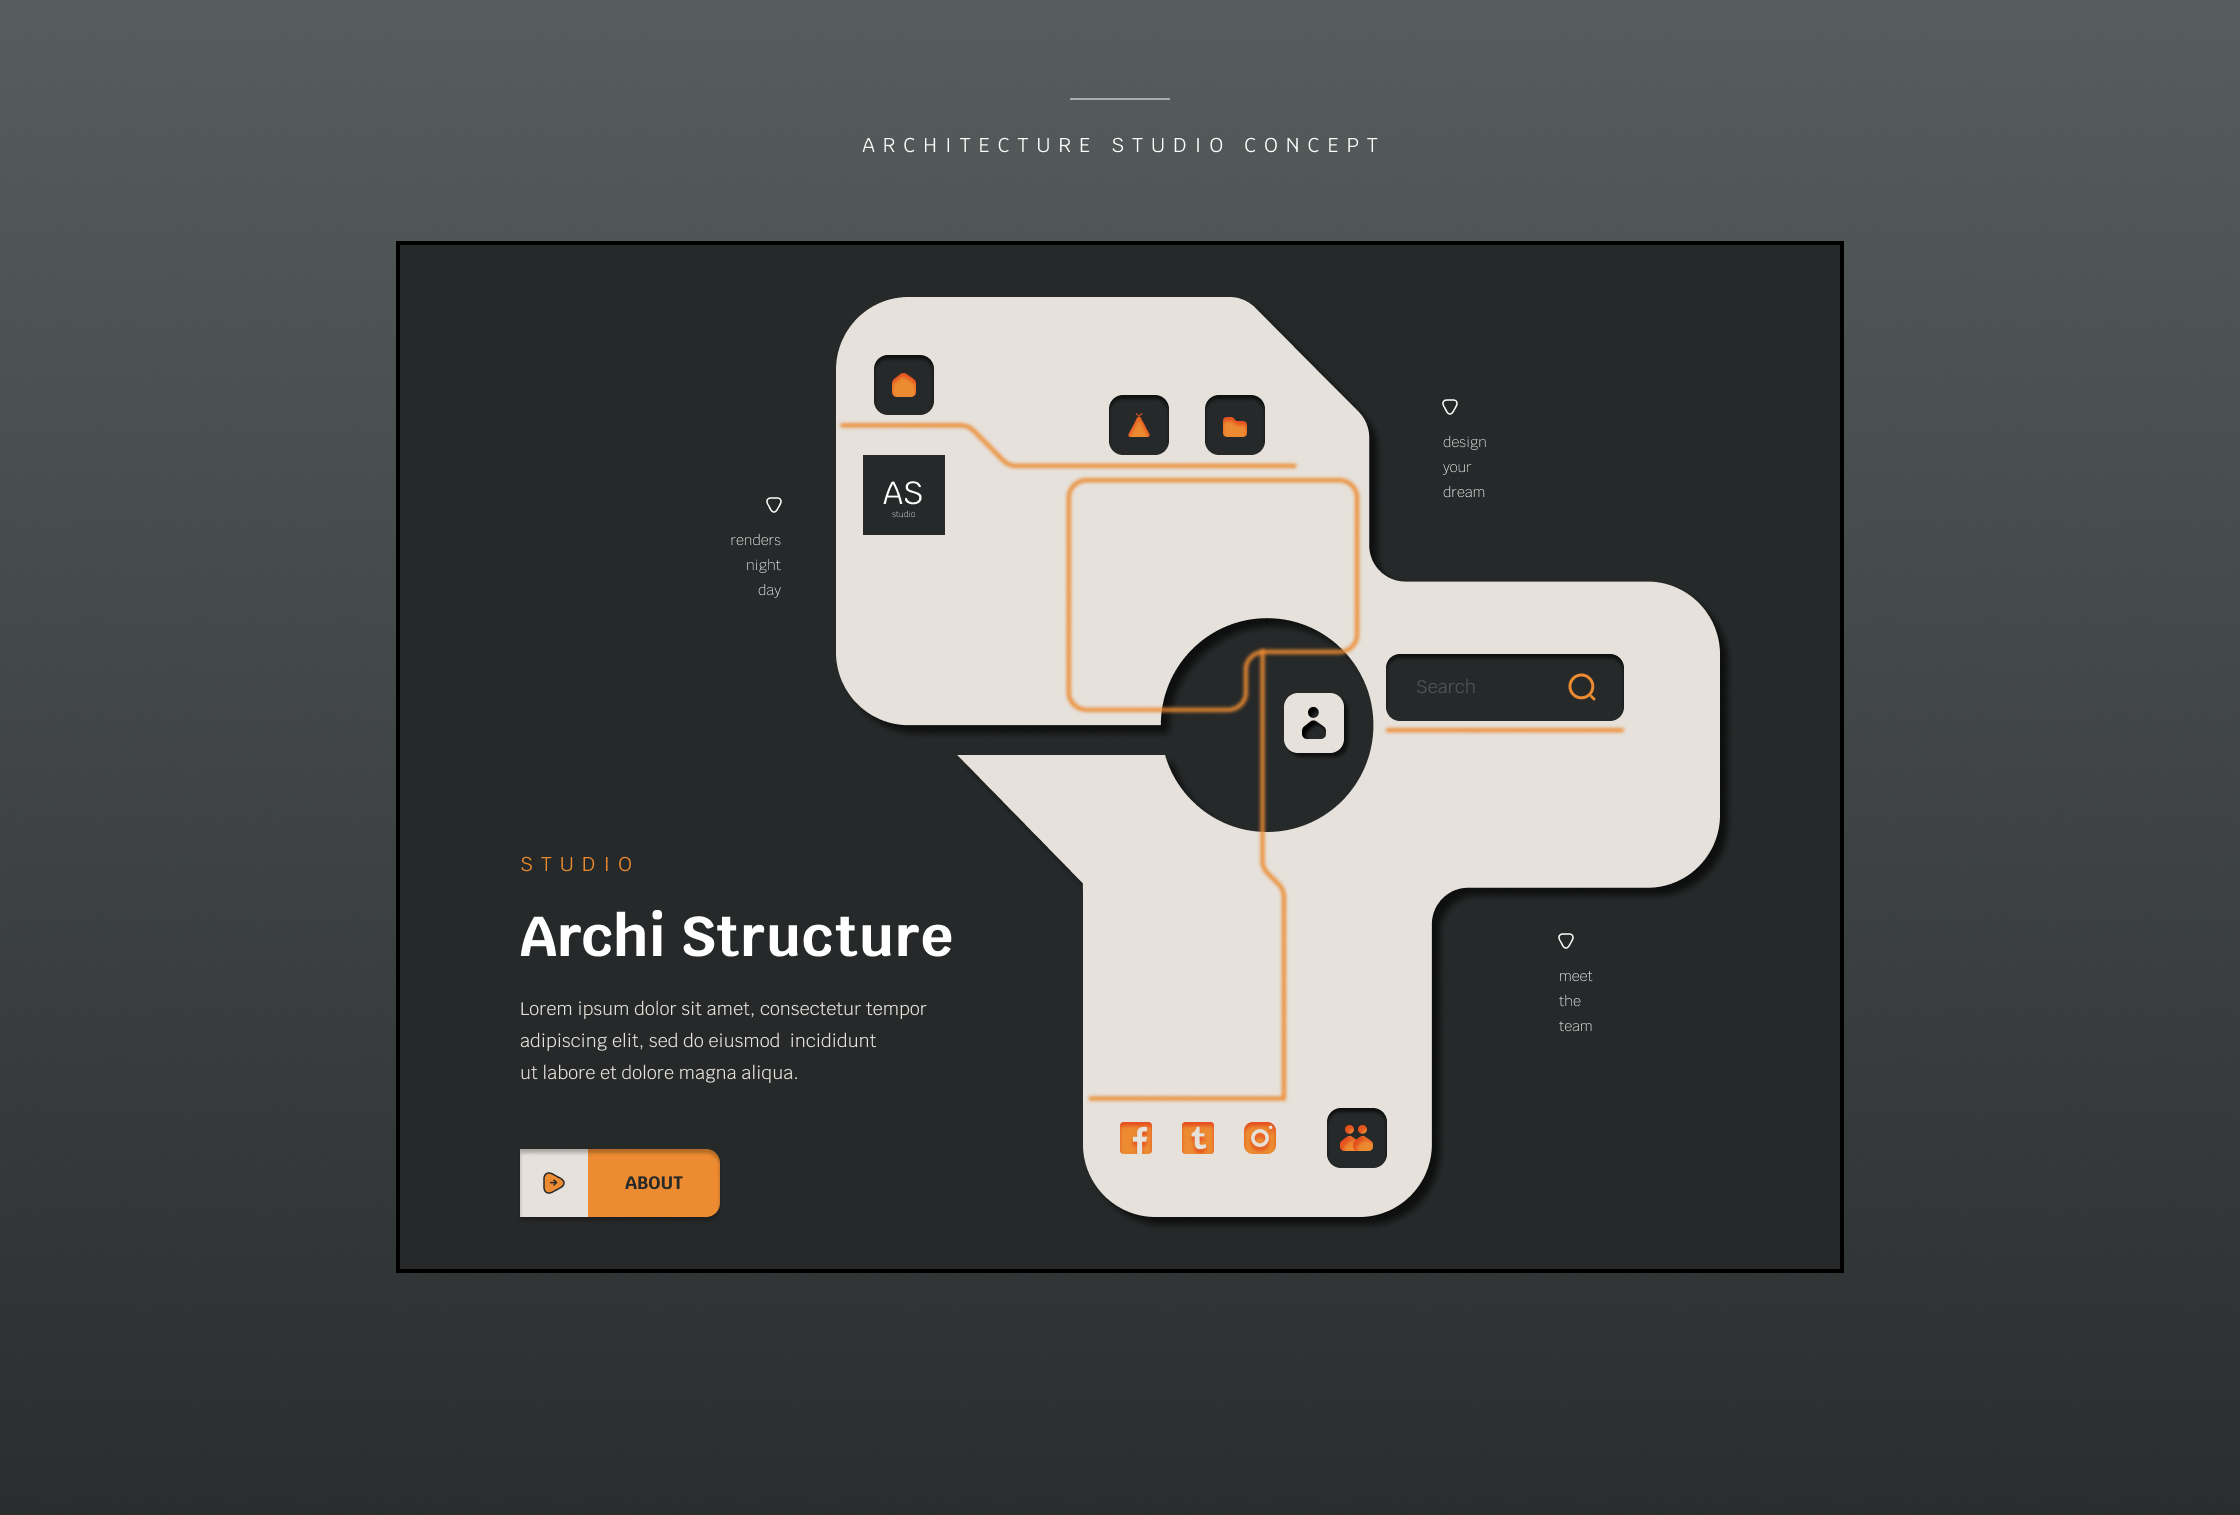 ARCHITECTURE STUDIO CONCEPT
AS
studio
design
your
dream
renders
night
day
Search
STUDIO
Archi Structure
Lorem ipsum dolor sit amet, consectetur tempor
adipiscing elit, sed do eiusmod  incididunt
ut labore et dolore magna aliqua.
meet
the
team
ABOUT